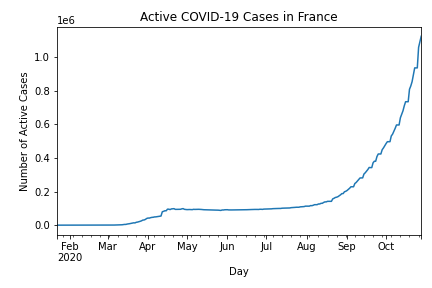 Active COVID-19 Cases in France
1e6
Number of Active Cases
1.0
0.8
0.6
0.4
0.2
0.0
Feb Mar Apr May Jun Jul Aug Sep Oct
2020
Day